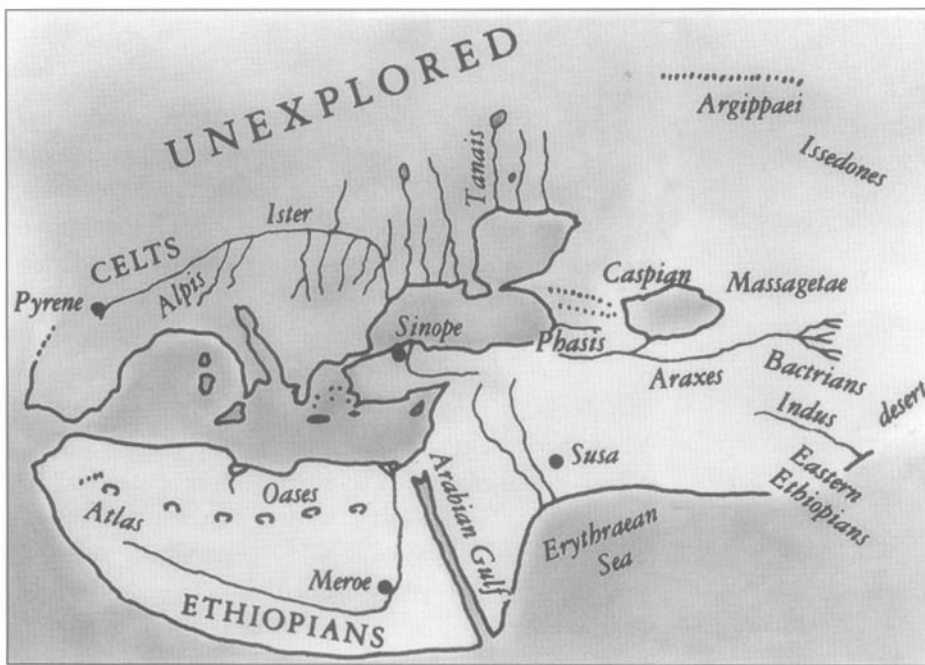 UNEXPLORED
Argippaei
Issedones
Tanais
Ister
CELTS
Alpis
Pyrene
Caspian
Massagetae
Sinope
Phasis
Araxes
Bactrians
Indus
desert
Susa
Eastern
Ethiopians
Arabian Gulf
Erythraean
Sea
Oases
Atlas
Meroe
ETHIOPIANS